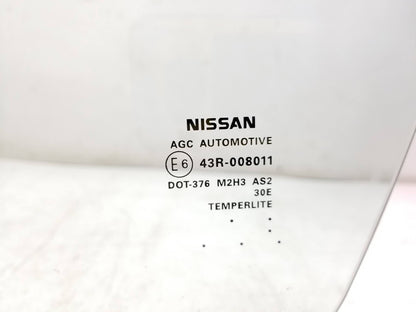 NISSAN
AGC AUTOMOTIVE
E6 43R-008011
DOT-376 M2H3 AS2
30E
TEMPERLITE